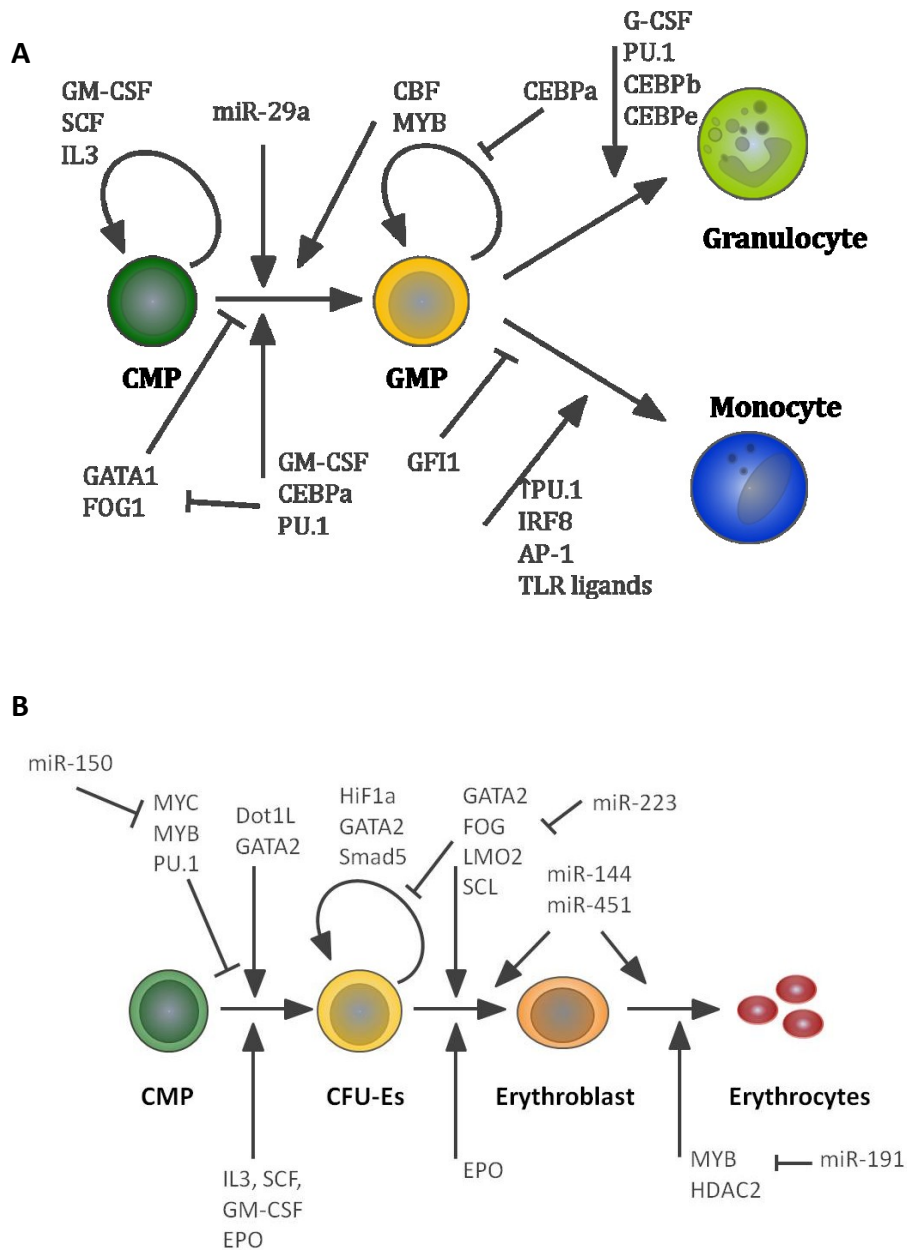 A
GM-CSF
SCF
IL3
miR-29a
CBF
MYB
CEBPa
G-CSF
PU.1
CEBPb
CEBPe
Granulocyte
CMP
GMP
Monocyte
GATA1
FOG1
GM-CSF
CEBPa
PU.1
GFI1
↑PU.1
IRF8
AP-1
TLR ligands
B
miR-150
MYC
MYB
PU.1
Dot1L
GATA2
HiF1a
GATA2
Smad5
GATA2
FOG
LMO2
SCL
miR-223
miR-144
miR-451
CMP
CFU-Es
Erythroblast
Erythrocytes
IL3, SCF,
GM-CSF
EPO
EPO
MYB
HDAC2
miR-191